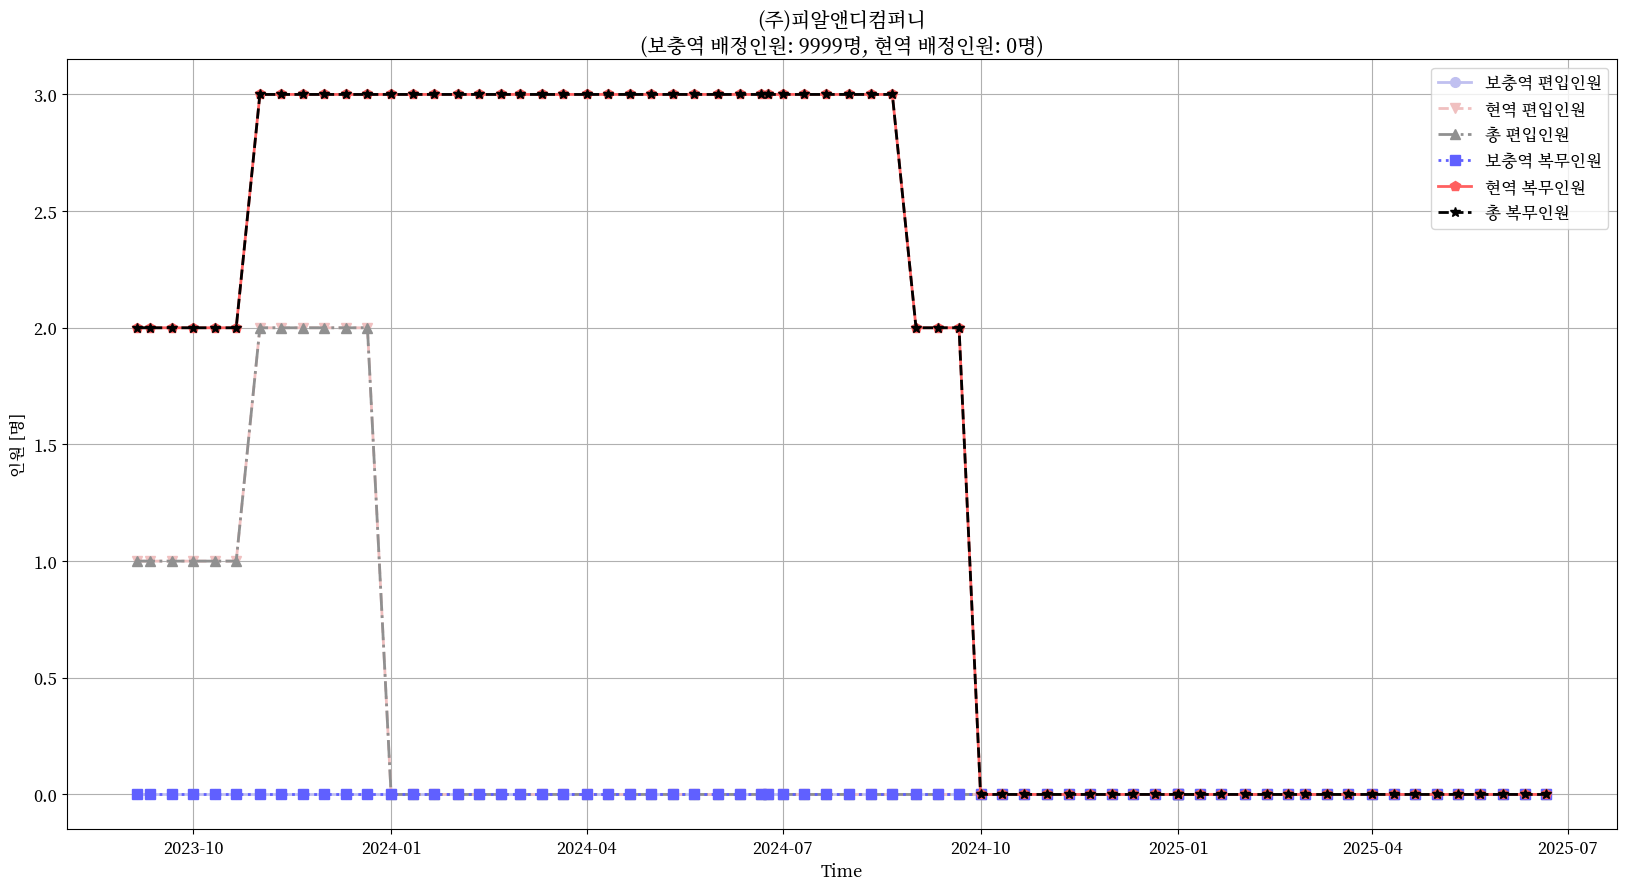 (주)피알앤디컴퍼니
(보충역 배정인원: 9999명, 현역 배정인원: 0명)
보충역 편입인원
현역 편입인원
총 편입인원
보충역 복무인원
현역 복무인원
총 복무인원
3.0
2.5
2.0
1.5
1.0
0.5
0.0
인원 [명]
2023-10
2024-01
2024-04
2024-07
2024-10
2025-01
2025-04
2025-07
Time